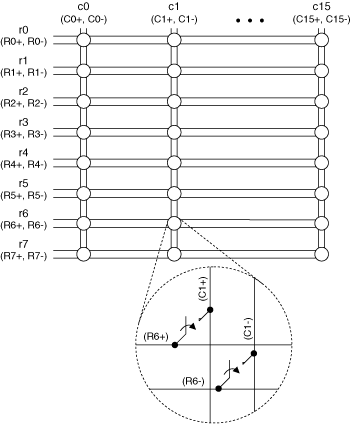 c0 c1 c15
(C0+, C0-) (C1+, C1-) (C15+, C15-)
r0
(R0+, R0-)
r1
(R1+, R1-)
r2
(R2+, R2-)
r3
(R3+, R3-)
r4
(R4+, R4-)
r5
(R5+, R5-)
r6
(R6+, R6-)
r7
(R7+, R7-)
(C1+)
(C1-)
(R6+)
(R6-)